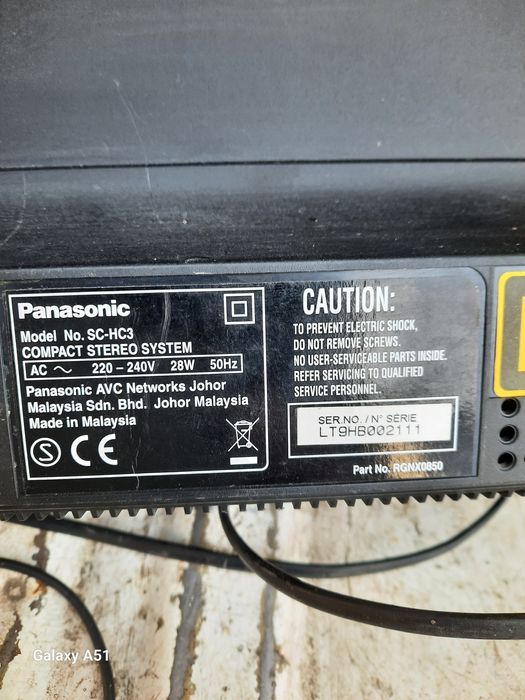 Panasonic
Model No. SC-HC3
COMPACT STEREO SYSTEM
AC ~ 220 - 240V 28W 50Hz
Panasonic AVC Networks Johor
Malaysia Sdn. Bhd. Johor Malaysia
Made in Malaysia
S CE
CAUTION:
TO PREVENT ELECTRIC SHOCK,
DO NOT REMOVE SCREWS.
NO USER-SERVICEABLE PARTS INSIDE.
REFER SERVICING TO QUALIFIED
SERVICE PERSONNEL.
SER.NO. / N° SÉRIE
LT9HB002111
Part No. RGNX0850
Galaxy A51